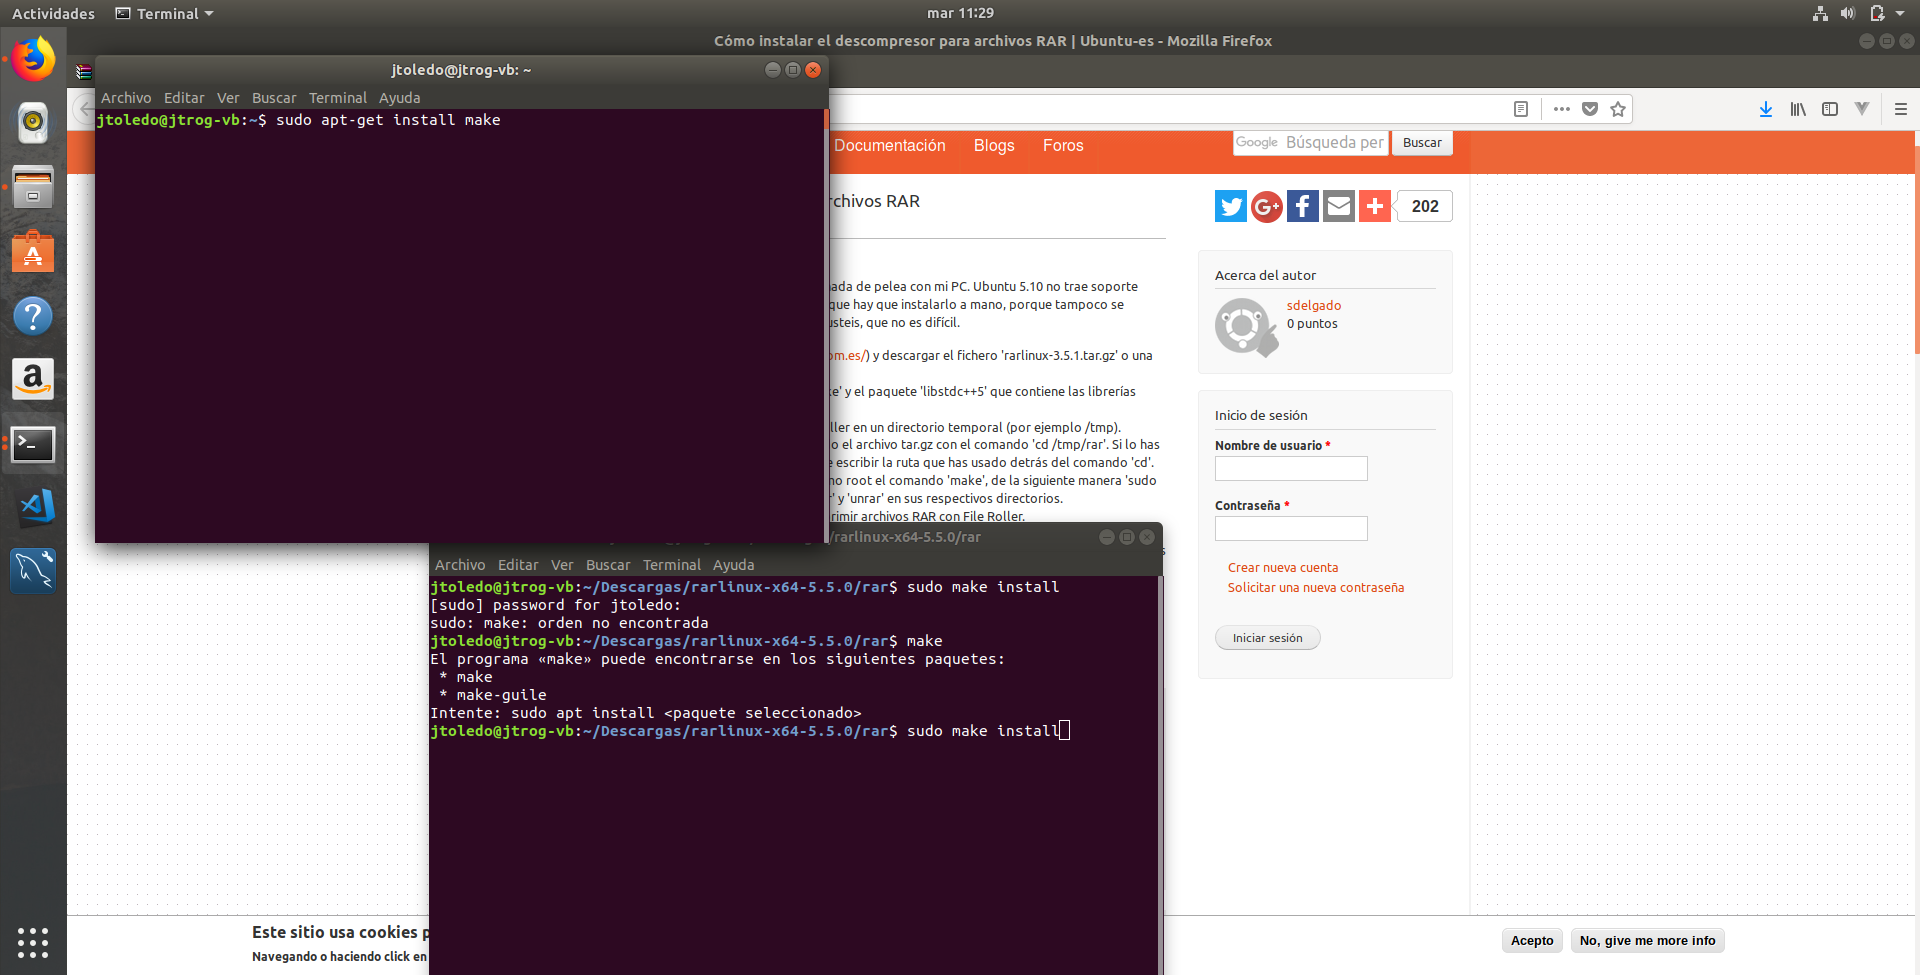 Actividades
Terminal
mar 11:29
Cómo instalar el descompresor para archivos RAR | Ubuntu-es - Mozilla Firefox
jtoledo@jtrog-vb: ~
Archivo Editar Ver Buscar Terminal Ayuda
jtoledo@jtrog-vb:~$ sudo apt-get install make
Documentación
Blogs
Foros
Google Búsqueda per
Buscar
rchivos RAR
202
ada de pelea con mi PC. Ubuntu 5.10 no trae soporte
que hay que instalarlo a mano, porque tampoco se
usteis, que no es difícil.
om.es/) y descargar el fichero 'rarlinux-3.5.1.tar.gz' o una
e' y el paquete 'libstdc++5' que contiene las librerías
ller en un directorio temporal (por ejemplo /tmp).
o el archivo tar.gz con el comando 'cd /tmp/rar'. Si lo has
e escribir la ruta que has usado detrás del comando 'cd'.
no root el comando 'make', de la siguiente manera 'sudo
r' y 'unrar' en sus respectivos directorios.
rimir archivos RAR con File Roller.
Acerca del autor
sdelgado
0 puntos
Inicio de sesión
Nombre de usuario *
Contraseña *
Crear nueva cuenta
Solicitar una nueva contraseña
Iniciar sesión
/rarlinux-x64-5.5.0/rar
Archivo Editar Ver Buscar Terminal Ayuda
jtoledo@jtrog-vb:~/Descargas/rarlinux-x64-5.5.0/rar$ sudo make install
[sudo] password for jtoledo:
sudo: make: orden no encontrada
jtoledo@jtrog-vb:~/Descargas/rarlinux-x64-5.5.0/rar$ make
El programa «make» puede encontrarse en los siguientes paquetes:
* make
* make-guile
Intente: sudo apt install <paquete seleccionado>
jtoledo@jtrog-vb:~/Descargas/rarlinux-x64-5.5.0/rar$ sudo make install
Este sitio usa cookies p
Navegando o haciendo click en
Acepto
No, give me more info